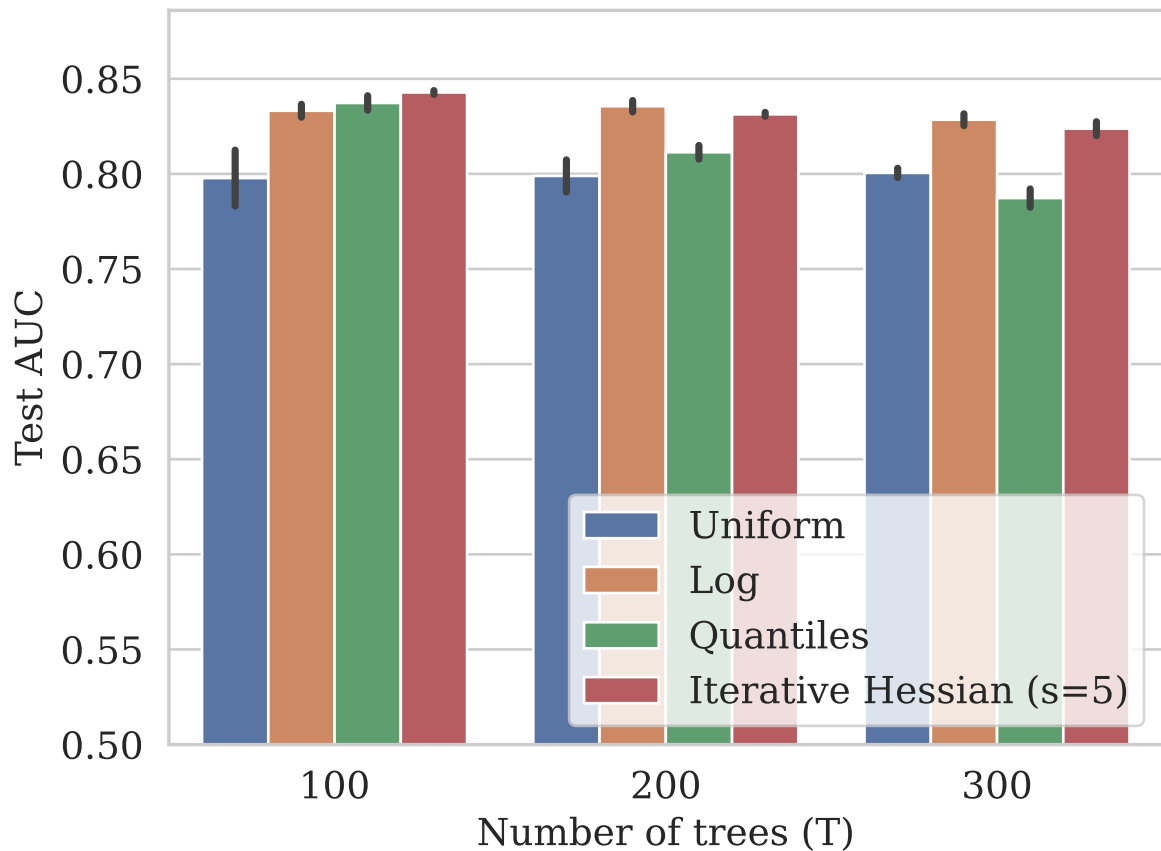 Test AUC
0.85
0.80
0.75
0.70
0.65
0.60
0.55
0.50
Uniform
Log
Quantiles
Iterative Hessian (s=5)
100 200 300
Number of trees (T)